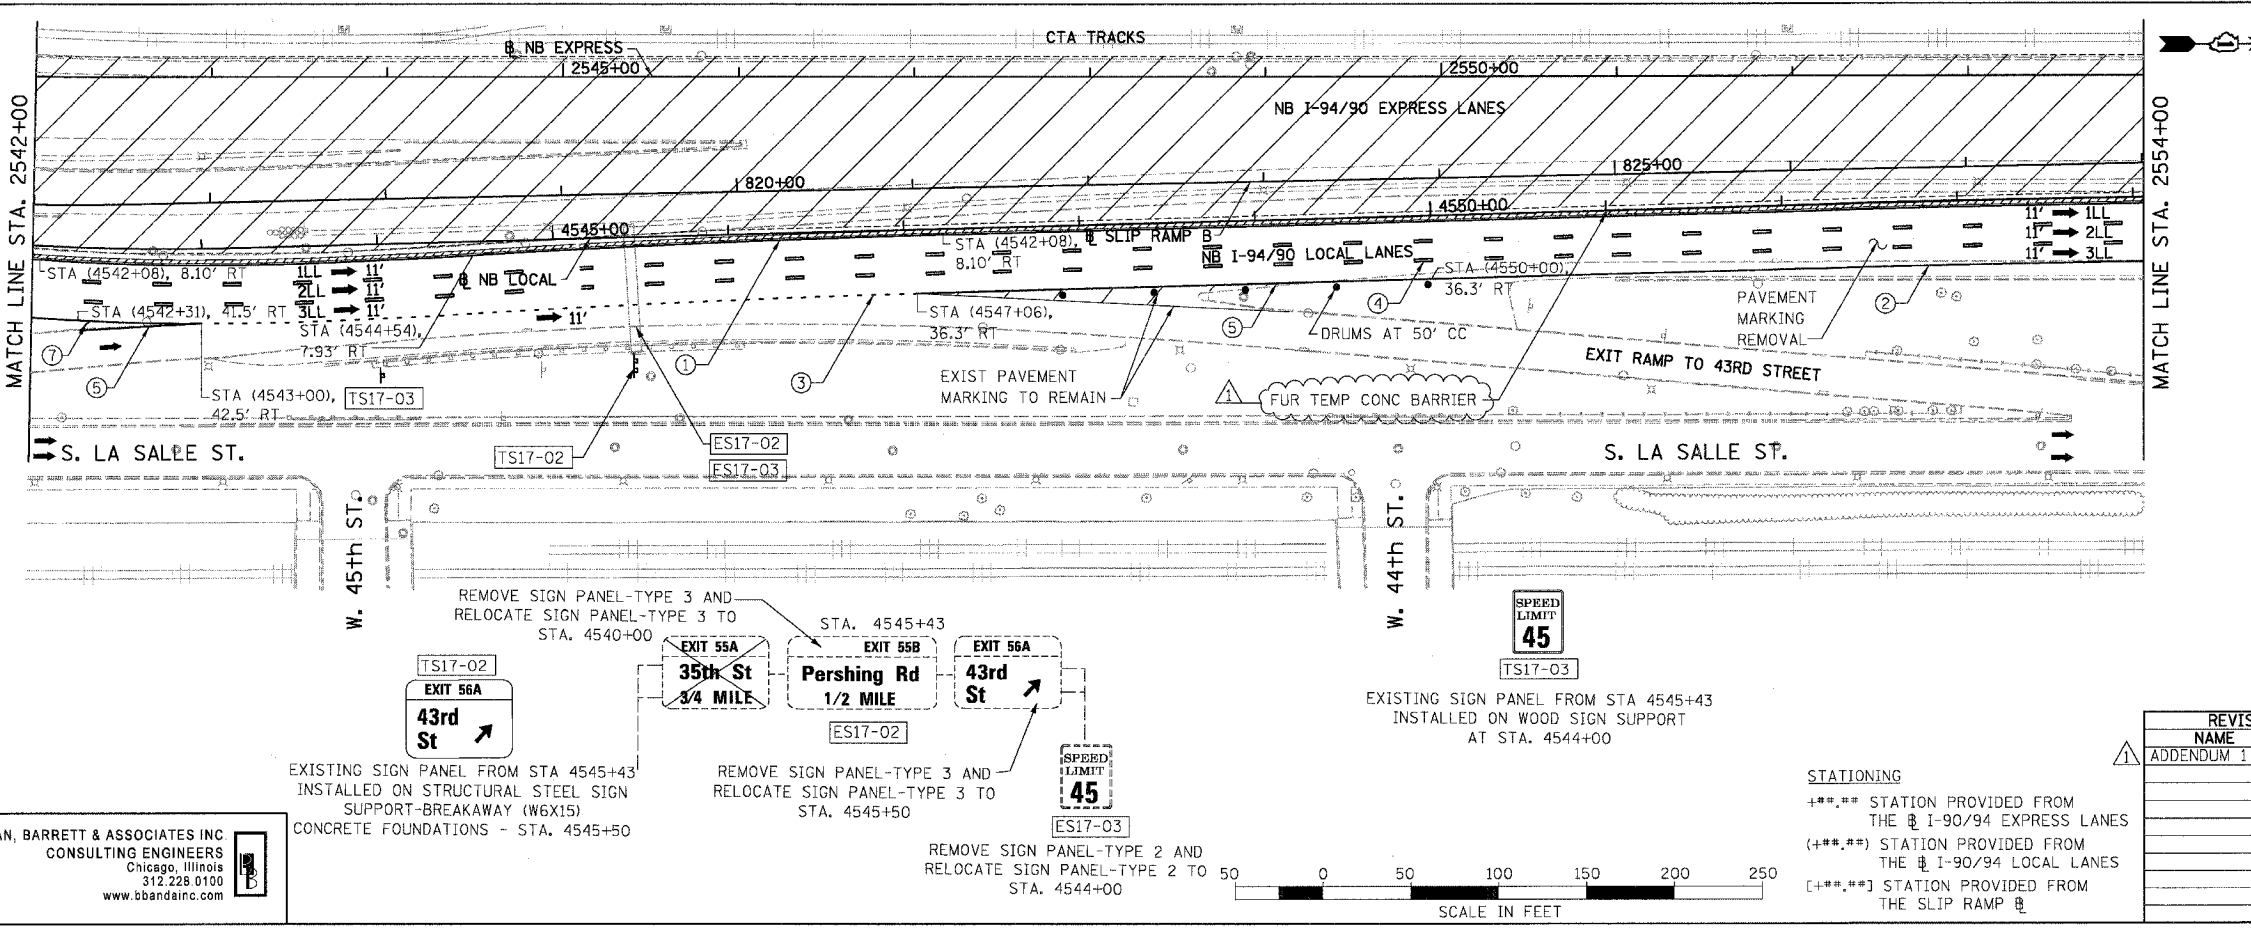 CTA TRACKS
℄ NB EXPRESS
2545+00
2550+00
NB I-94/90 EXPRESS LANES
MATCH LINE STA. 2542+00
MATCH LINE STA. 2554+00
820+00
825+00
4545+00
4550+00
STA (4542+08), 8.10' RT
1LL 11'
2LL 11'
3LL 11'
℄ NB LOCAL
STA (4542+08),
8.10' RT
℄ SLIP RAMP B
NB I-94/90 LOCAL LANES
STA (4550+00),
36.3' RT
11' 1LL
11' 2LL
11' 3LL
STA (4542+31), 41.5' RT
STA (4544+54),
7.93' RT
11'
STA (4547+06),
36.3' RT
DRUMS AT 50' CC
PAVEMENT
MARKING
REMOVAL
7
5
1
3
5
4
2
STA (4543+00),
42.5' RT
TS17-03
EXIST PAVEMENT
MARKING TO REMAIN
1
FUR TEMP CONC BARRIER
EXIT RAMP TO 43RD STREET
S. LA SALLE ST.
TS17-02
ES17-02
ES17-03
S. LA SALLE ST.
W. 45th ST.
W. 44th ST.
REMOVE SIGN PANEL-TYPE 3 AND
RELOCATE SIGN PANEL-TYPE 3 TO
STA. 4540+00
STA. 4545+43
TS17-02
EXIT 56A
43rd
St
EXISTING SIGN PANEL FROM STA 4545+43
INSTALLED ON STRUCTURAL STEEL SIGN
SUPPORT-BREAKAWAY (W6X15)
CONCRETE FOUNDATIONS - STA. 4545+50
EXIT 55A
35th St
3/4 MILE
EXIT 55B
Pershing Rd
1/2 MILE
ES17-02
EXIT 56A
43rd
St
REMOVE SIGN PANEL-TYPE 3 AND
RELOCATE SIGN PANEL-TYPE 3 TO
STA. 4545+50
SPEED
LIMIT
45
ES17-03
REMOVE SIGN PANEL-TYPE 2 AND
RELOCATE SIGN PANEL-TYPE 2 TO
STA. 4544+00
SPEED
LIMIT
45
TS17-03
EXISTING SIGN PANEL FROM STA 4545+43
INSTALLED ON WOOD SIGN SUPPORT
AT STA. 4544+00
50 0 50 100 150 200 250
SCALE IN FEET
STATIONING
+**.** STATION PROVIDED FROM
THE ℄ I-90/94 EXPRESS LANES
(+**.**) STATION PROVIDED FROM
THE ℄ I-90/94 LOCAL LANES
[+**.**] STATION PROVIDED FROM
THE SLIP RAMP ℄
REVIS
NAME
1 ADDENDUM 1
AN, BARRETT & ASSOCIATES INC.
CONSULTING ENGINEERS
Chicago, Illinois
312.228.0100
www.bbandainc.com